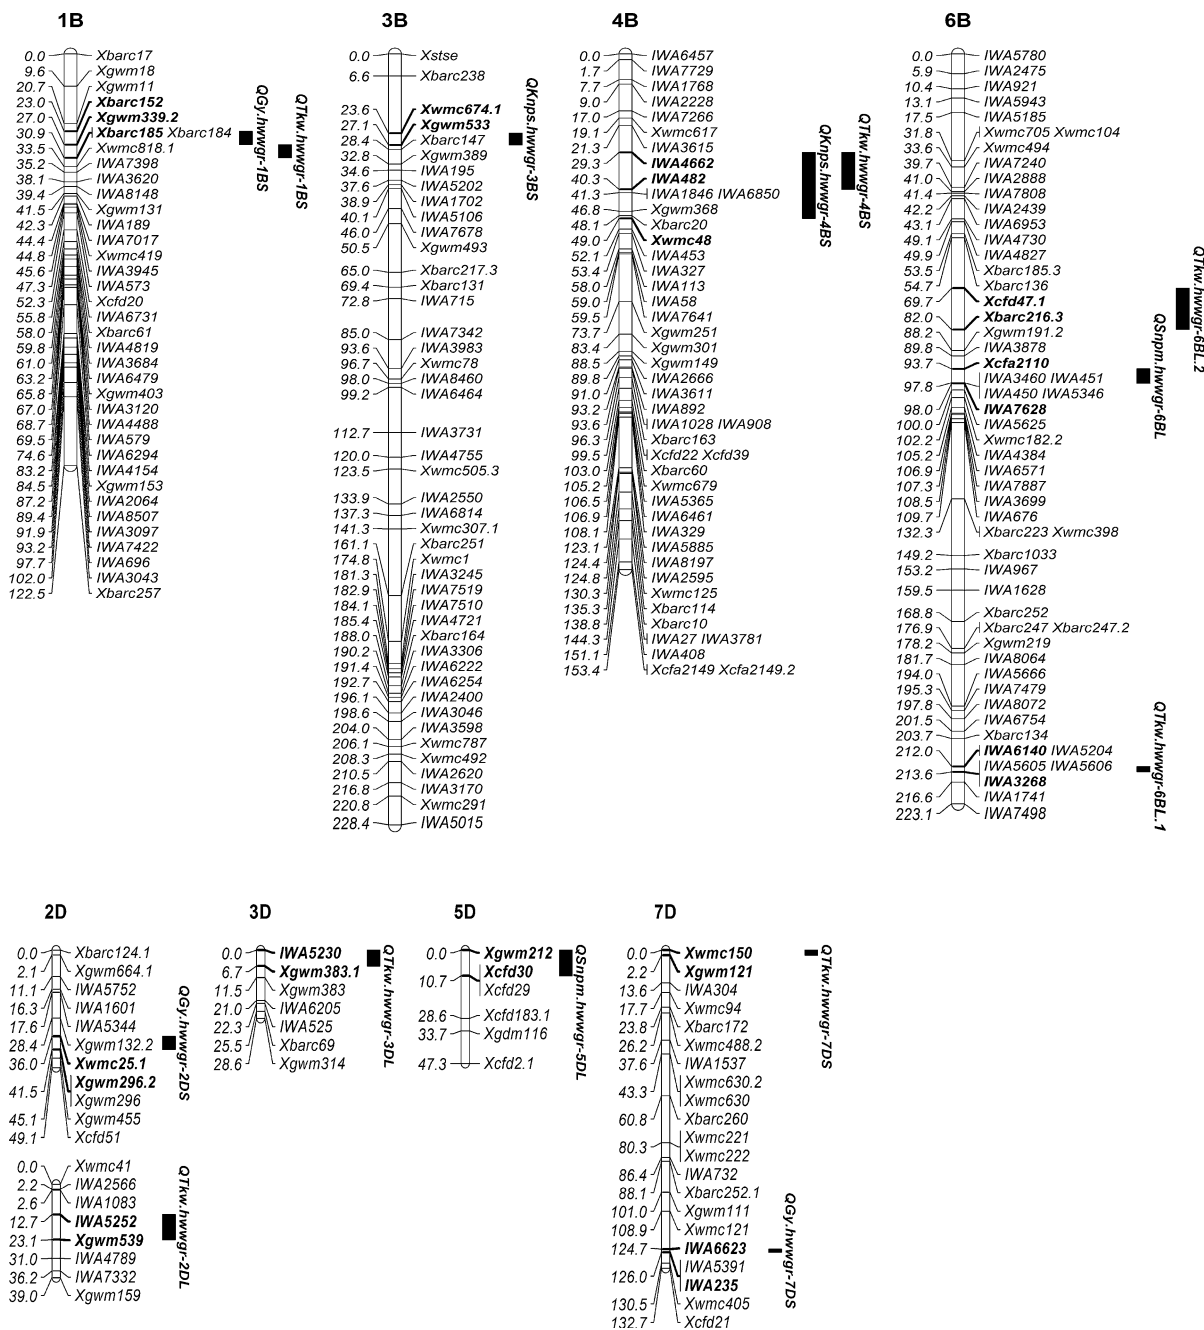 1B
0.0 Xbarc17
9.6 Xgwm18
20.7 Xgwm11
23.0 Xbarc152
27.0 Xgwm339.2
30.9 Xbarc185 Xbarc184
33.5 Xwmc818.1
35.2 IWA7398
38.1 IWA3620
39.4 IWA8148
41.5 Xgwm131
42.3 IWA189
44.4 IWA7017
44.8 Xwmc419
45.6 IWA3945
47.3 IWA573
52.3 Xcfd20
55.8 IWA6731
58.0 Xbarc61
59.8 IWA4819
61.0 IWA3684
63.2 IWA6479
65.8 Xgwm403
67.0 IWA3120
68.7 IWA4488
69.5 IWA579
74.6 IWA6294
83.2 IWA4154
84.5 Xgwm153
87.2 IWA2064
89.4 IWA8507
91.9 IWA3097
93.2 IWA7422
97.7 IWA696
102.0 IWA3043
122.5 Xbarc257
QGy.hwwgr-1BS
QTkw.hwwgr-1BS
3B
0.0 Xstse
6.6 Xbarc238
23.6 Xwmc674.1
27.1 Xgwm533
28.4 Xbarc147
32.8 Xgwm389
34.6 IWA195
37.6 IWA5202
38.9 IWA1702
40.1 IWA5106
46.0 IWA7678
50.5 Xgwm493
65.0 Xbarc217.3
69.4 Xbarc131
72.8 IWA715
85.0 IWA7342
93.6 IWA3983
96.7 Xwmc78
98.0 IWA8460
99.2 IWA6464
112.7 IWA3731
120.0 IWA4755
123.5 Xwmc505.3
133.9 IWA2550
137.3 IWA6814
141.3 Xwmc307.1
161.1 Xbarc251
174.8 Xwmc1
181.3 IWA3245
182.9 IWA7519
184.1 IWA7510
185.4 IWA4721
188.0 Xbarc164
190.2 IWA3306
191.4 IWA6222
192.7 IWA6254
196.1 IWA2400
198.6 IWA3046
204.0 IWA3598
206.1 Xwmc787
208.3 Xwmc492
210.5 IWA2620
216.8 IWA3170
220.8 Xwmc291
228.4 IWA5015
QKnps.hwwgr-3BS
4B
0.0 IWA6457
1.7 IWA7729
7.7 IWA1768
9.0 IWA2228
17.0 IWA7266
19.1 Xwmc617
21.3 IWA3615
29.3 IWA4662
40.3 IWA482
41.3 IWA1846 IWA6850
46.8 Xgwm368
48.1 Xbarc20
49.0 Xwmc48
52.1 IWA453
53.4 IWA327
58.0 IWA113
59.0 IWA58
59.5 IWA7641
73.7 Xgwm251
83.4 Xgwm301
88.5 Xgwm149
89.8 IWA2666
91.0 IWA3611
93.2 IWA892
93.6 IWA1028 IWA908
96.3 Xbarc163
99.5 Xcfd22 Xcfd39
103.0 Xbarc60
105.2 Xwmc679
106.5 IWA5365
106.9 IWA6461
108.1 IWA329
123.1 IWA5885
124.4 IWA8197
124.8 IWA2595
130.3 Xwmc125
135.3 Xbarc114
138.8 Xbarc10
144.3 IWA27 IWA3781
151.1 IWA408
153.4 Xcfa2149 Xcfa2149.2
QKnps.hwwgr-4BS
QTkw.hwwgr-4BS
6B
0.0 IWA5780
5.9 IWA2475
10.4 IWA921
13.1 IWA5943
17.5 IWA5185
31.8 Xwmc705 Xwmc104
33.6 Xwmc494
39.7 IWA7240
41.0 IWA2888
41.4 IWA7808
42.2 IWA2439
43.1 IWA6953
49.1 IWA4730
49.9 IWA4827
53.5 Xbarc185.3
54.7 Xbarc136
69.7 Xcfd47.1
82.0 Xbarc216.3
88.2 Xgwm191.2
89.8 IWA3878
93.7 Xcfa2110
97.8 IWA3460 IWA451
IWA450 IWA5346
98.0 IWA7628
100.0 IWA5625
102.2 Xwmc182.2
105.2 IWA4384
106.9 IWA6571
107.3 IWA7887
108.5 IWA3699
109.7 IWA676
132.3 Xbarc223 Xwmc398
149.2 Xbarc1033
153.2 IWA967
159.5 IWA1628
168.8 Xbarc252
176.9 Xbarc247 Xbarc247.2
178.2 Xgwm219
181.7 IWA8064
194.0 IWA5666
195.3 IWA7479
197.8 IWA8072
201.5 IWA6754
203.7 Xbarc134
212.0 IWA6140 IWA5204
213.6 IWA5605 IWA5606
IWA3268
216.6 IWA1741
223.1 IWA7498
QSnpm.hwwgr-6BL
QTkw.hwwgr-6BL.2
QTkw.hwwgr-6BL.1
2D
0.0 Xbarc124.1
2.1 Xgwm664.1
11.1 IWA5752
16.3 IWA1601
17.6 IWA5344
28.4 Xgwm132.2
36.0 Xwmc25.1
41.5 Xgwm296.2
Xgwm296
45.1 Xgwm455
49.1 Xcfd51
QGy.hwwgr-2DS
0.0 Xwmc41
2.2 IWA2566
2.6 IWA1083
12.7 IWA5252
23.1 Xgwm539
31.0 IWA4789
36.2 IWA7332
39.0 Xgwm159
QTkw.hwwgr-2DL
3D
0.0 IWA5230
6.7 Xgwm383.1
11.5 Xgwm383
21.0 IWA6205
22.3 IWA525
25.5 Xbarc69
28.6 Xgwm314
QTkw.hwwgr-3DL
5D
0.0 Xgwm212
10.7 Xcfd30
Xcfd29
28.6 Xcfd183.1
33.7 Xgdm116
47.3 Xcfd2.1
QSnpm.hwwgr-5DL
7D
0.0 Xwmc150
2.2 Xgwm121
13.6 IWA304
17.7 Xwmc94
23.8 Xbarc172
26.2 Xwmc488.2
37.6 IWA1537
43.3 Xwmc630.2
Xwmc630
60.8 Xbarc260
80.3 Xwmc221
Xwmc222
86.4 IWA732
88.1 Xbarc252.1
101.0 Xgwm111
108.9 Xwmc121
124.7 IWA6623
126.0 IWA5391
IWA235
130.5 Xwmc405
132.7 Xcfd21
QTkw.hwwgr-7DS
QGy.hwwgr-7DS